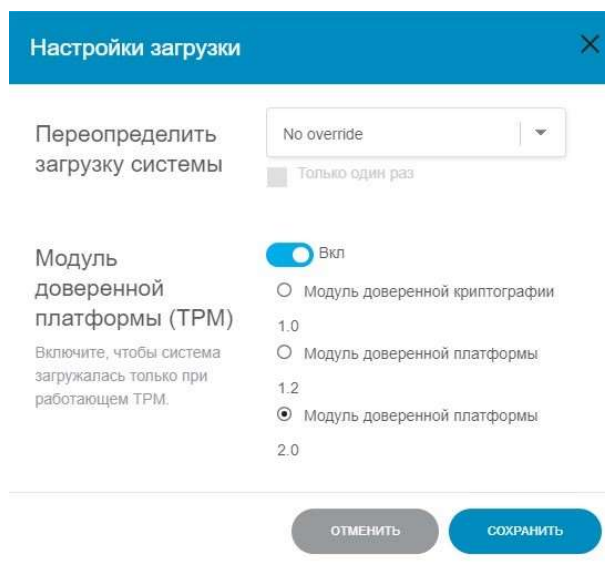 Настройки загрузки
Переопределить
загрузку системы
No override
Только один раз
Модуль
доверенной
платформы (TPM)
Включите, чтобы система
загружалась только при
работающем TPM.
Вкл
Модуль доверенной криптографии
1.0
Модуль доверенной платформы
1.2
Модуль доверенной платформы
2.0
ОТМЕНИТЬ
СОХРАНИТЬ